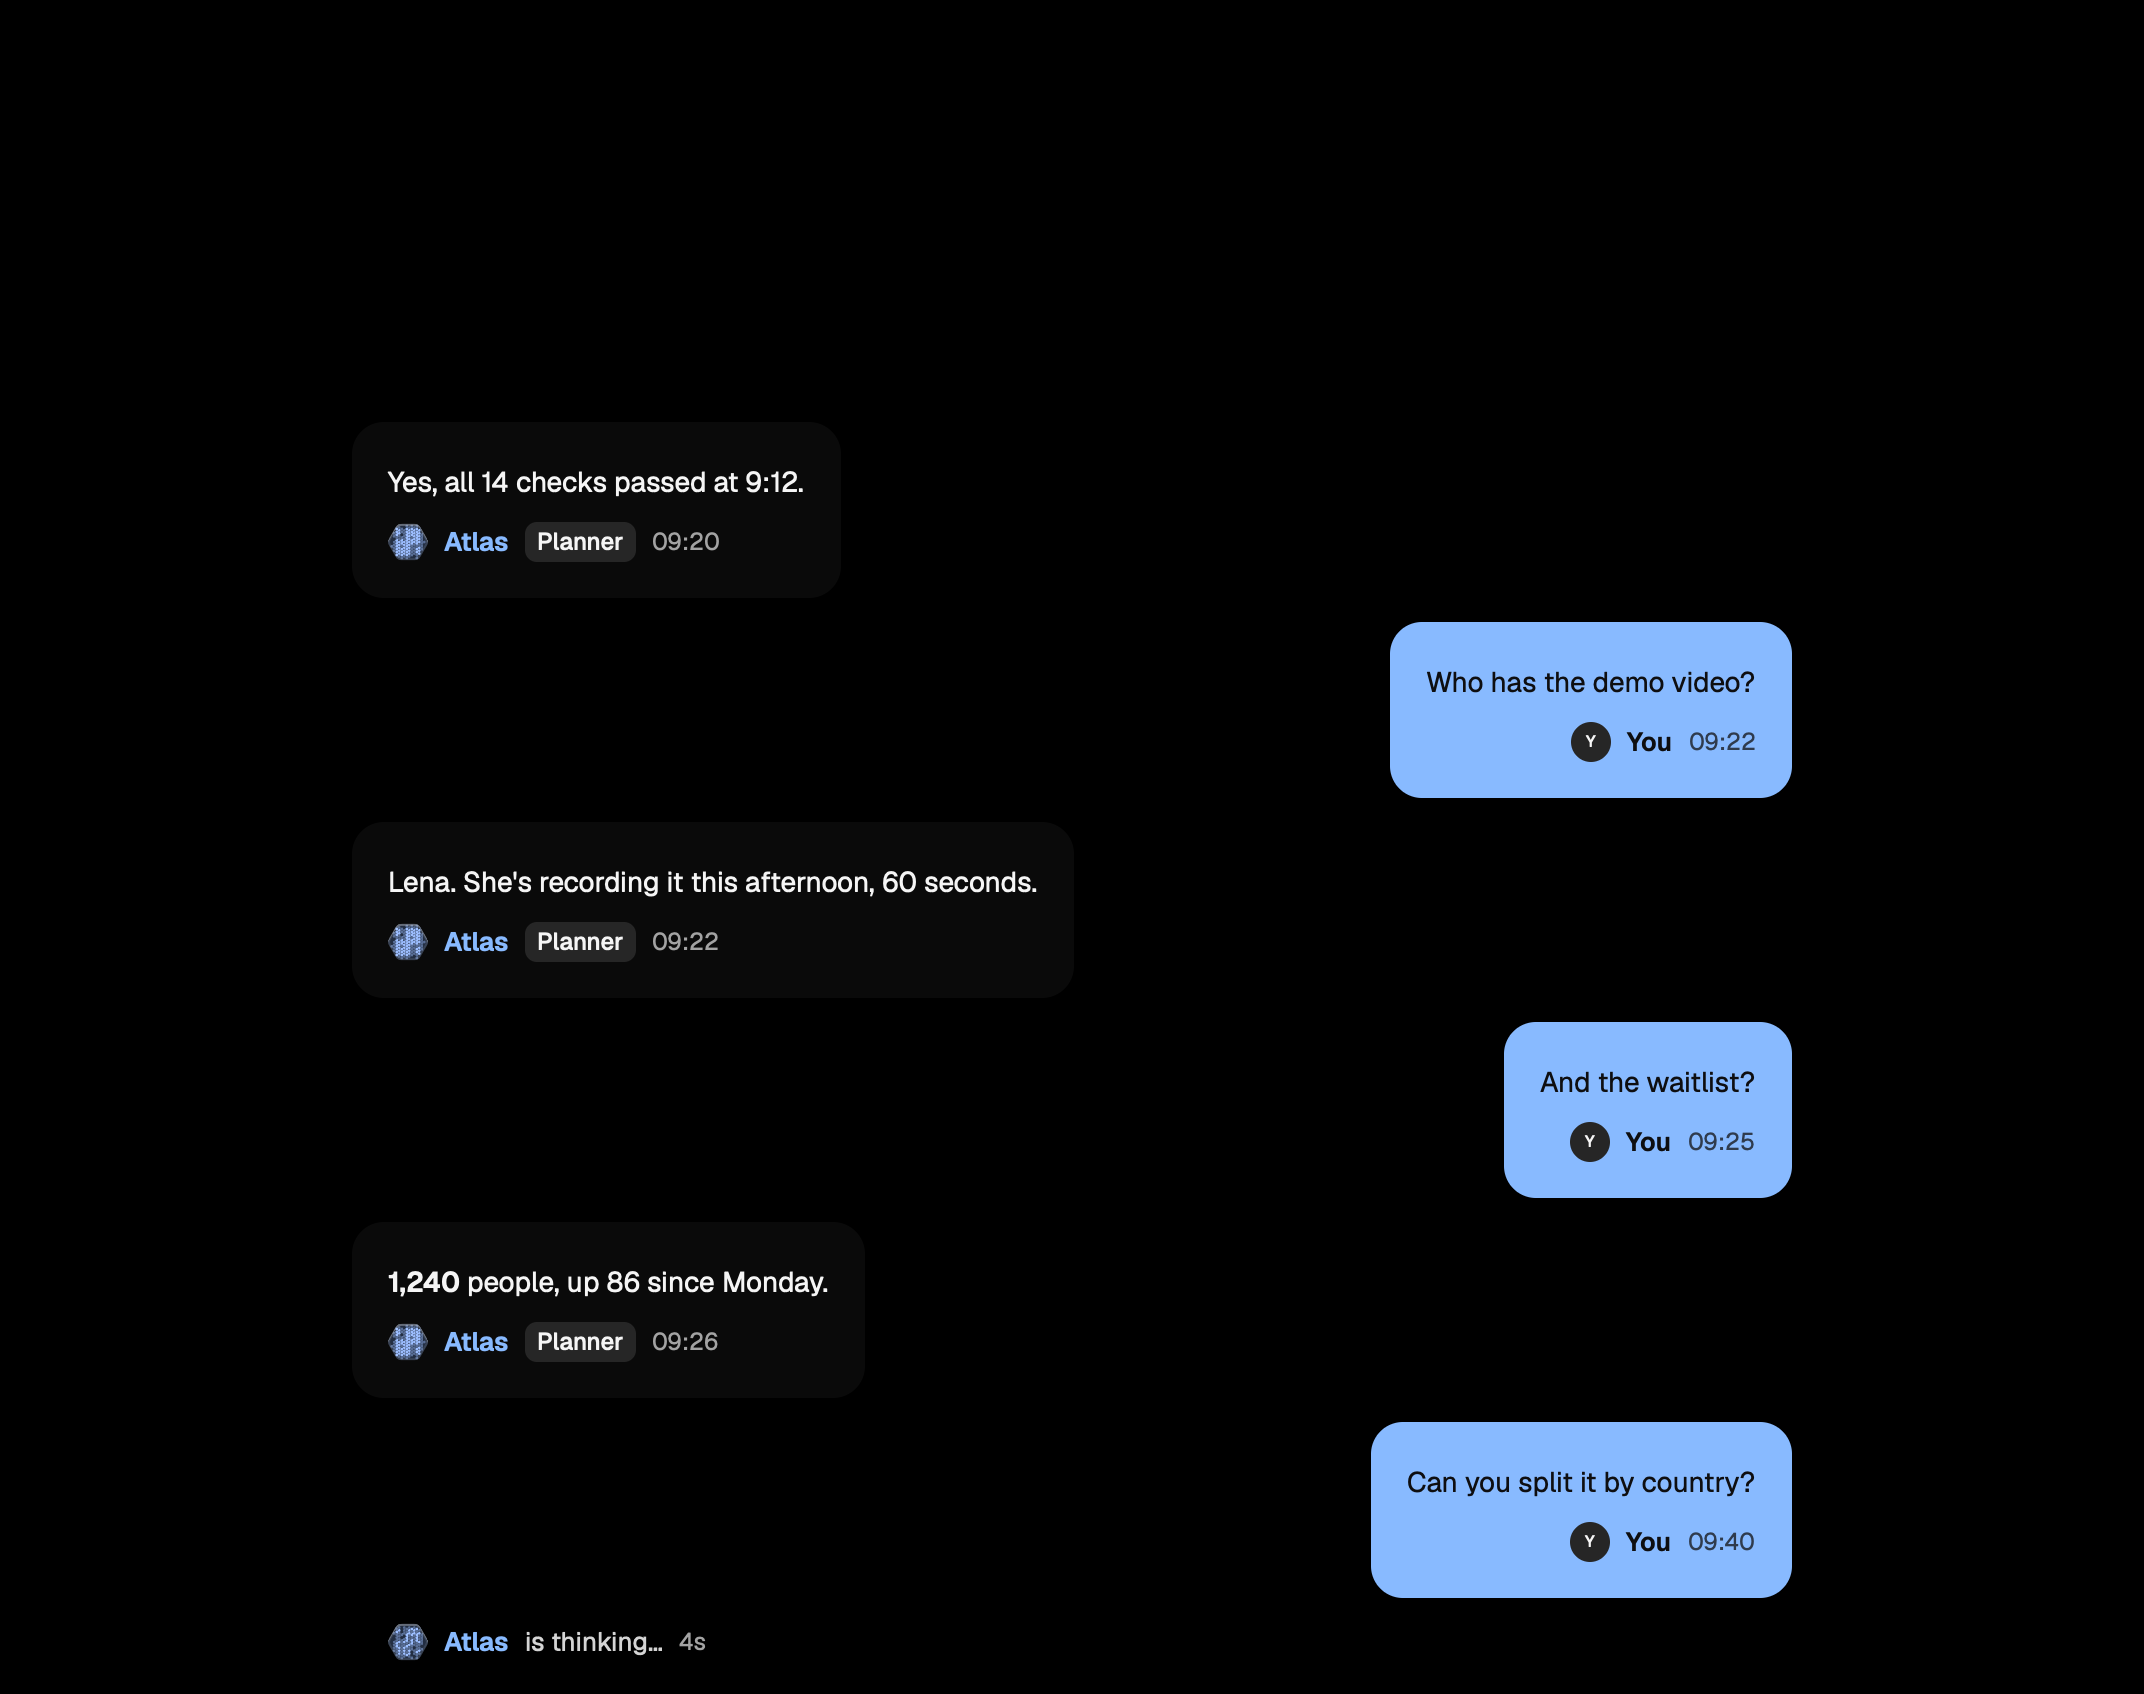 Yes, all 14 checks passed at 9:12.
Atlas Planner 09:20
Who has the demo video?
Y You 09:22
Lena. She's recording it this afternoon, 60 seconds.
Atlas Planner 09:22
And the waitlist?
Y You 09:25
1,240 people, up 86 since Monday.
Atlas Planner 09:26
Can you split it by country?
Y You 09:40
Atlas is thinking... 4s